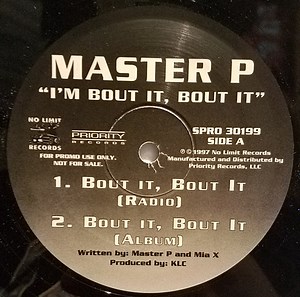 MASTER P
"I'M BOUT IT, BOUT IT"
NO LIMIT
RECORDS
PRIORITY
RECORDS
SPRO 30199
SIDE A
FOR PROMO USE ONLY.
NOT FOR SALE.
℗ © 1997 No Limit Records
Manufactured and Distributed by
Priority Records, LLC
1. BOUT IT, BOUT IT
(RADIO)
2. BOUT IT, BOUT IT
(ALBUM)
Written by: Master P and Mia X
Produced by: KLC